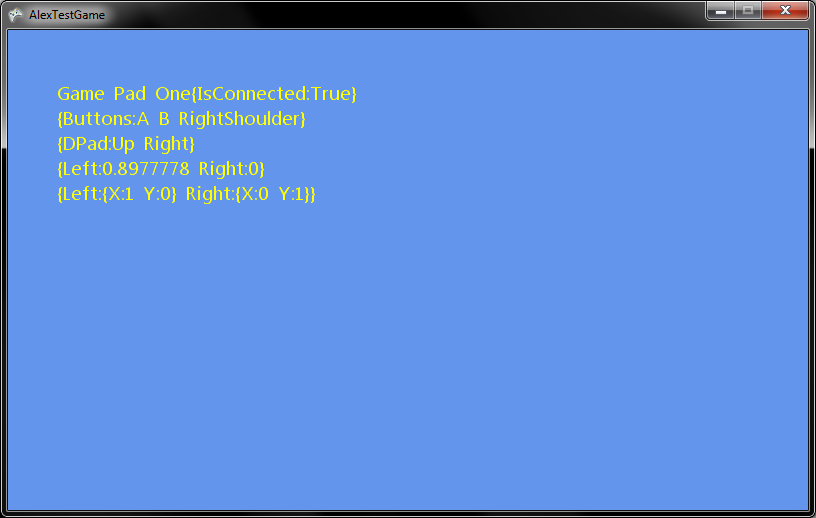 AlexTestGame
Game Pad One{IsConnected:True}
{Buttons:A B RightShoulder}
{DPad:Up Right}
{Left:0.8977778 Right:0}
{Left:{X:1 Y:0} Right:{X:0 Y:1}}